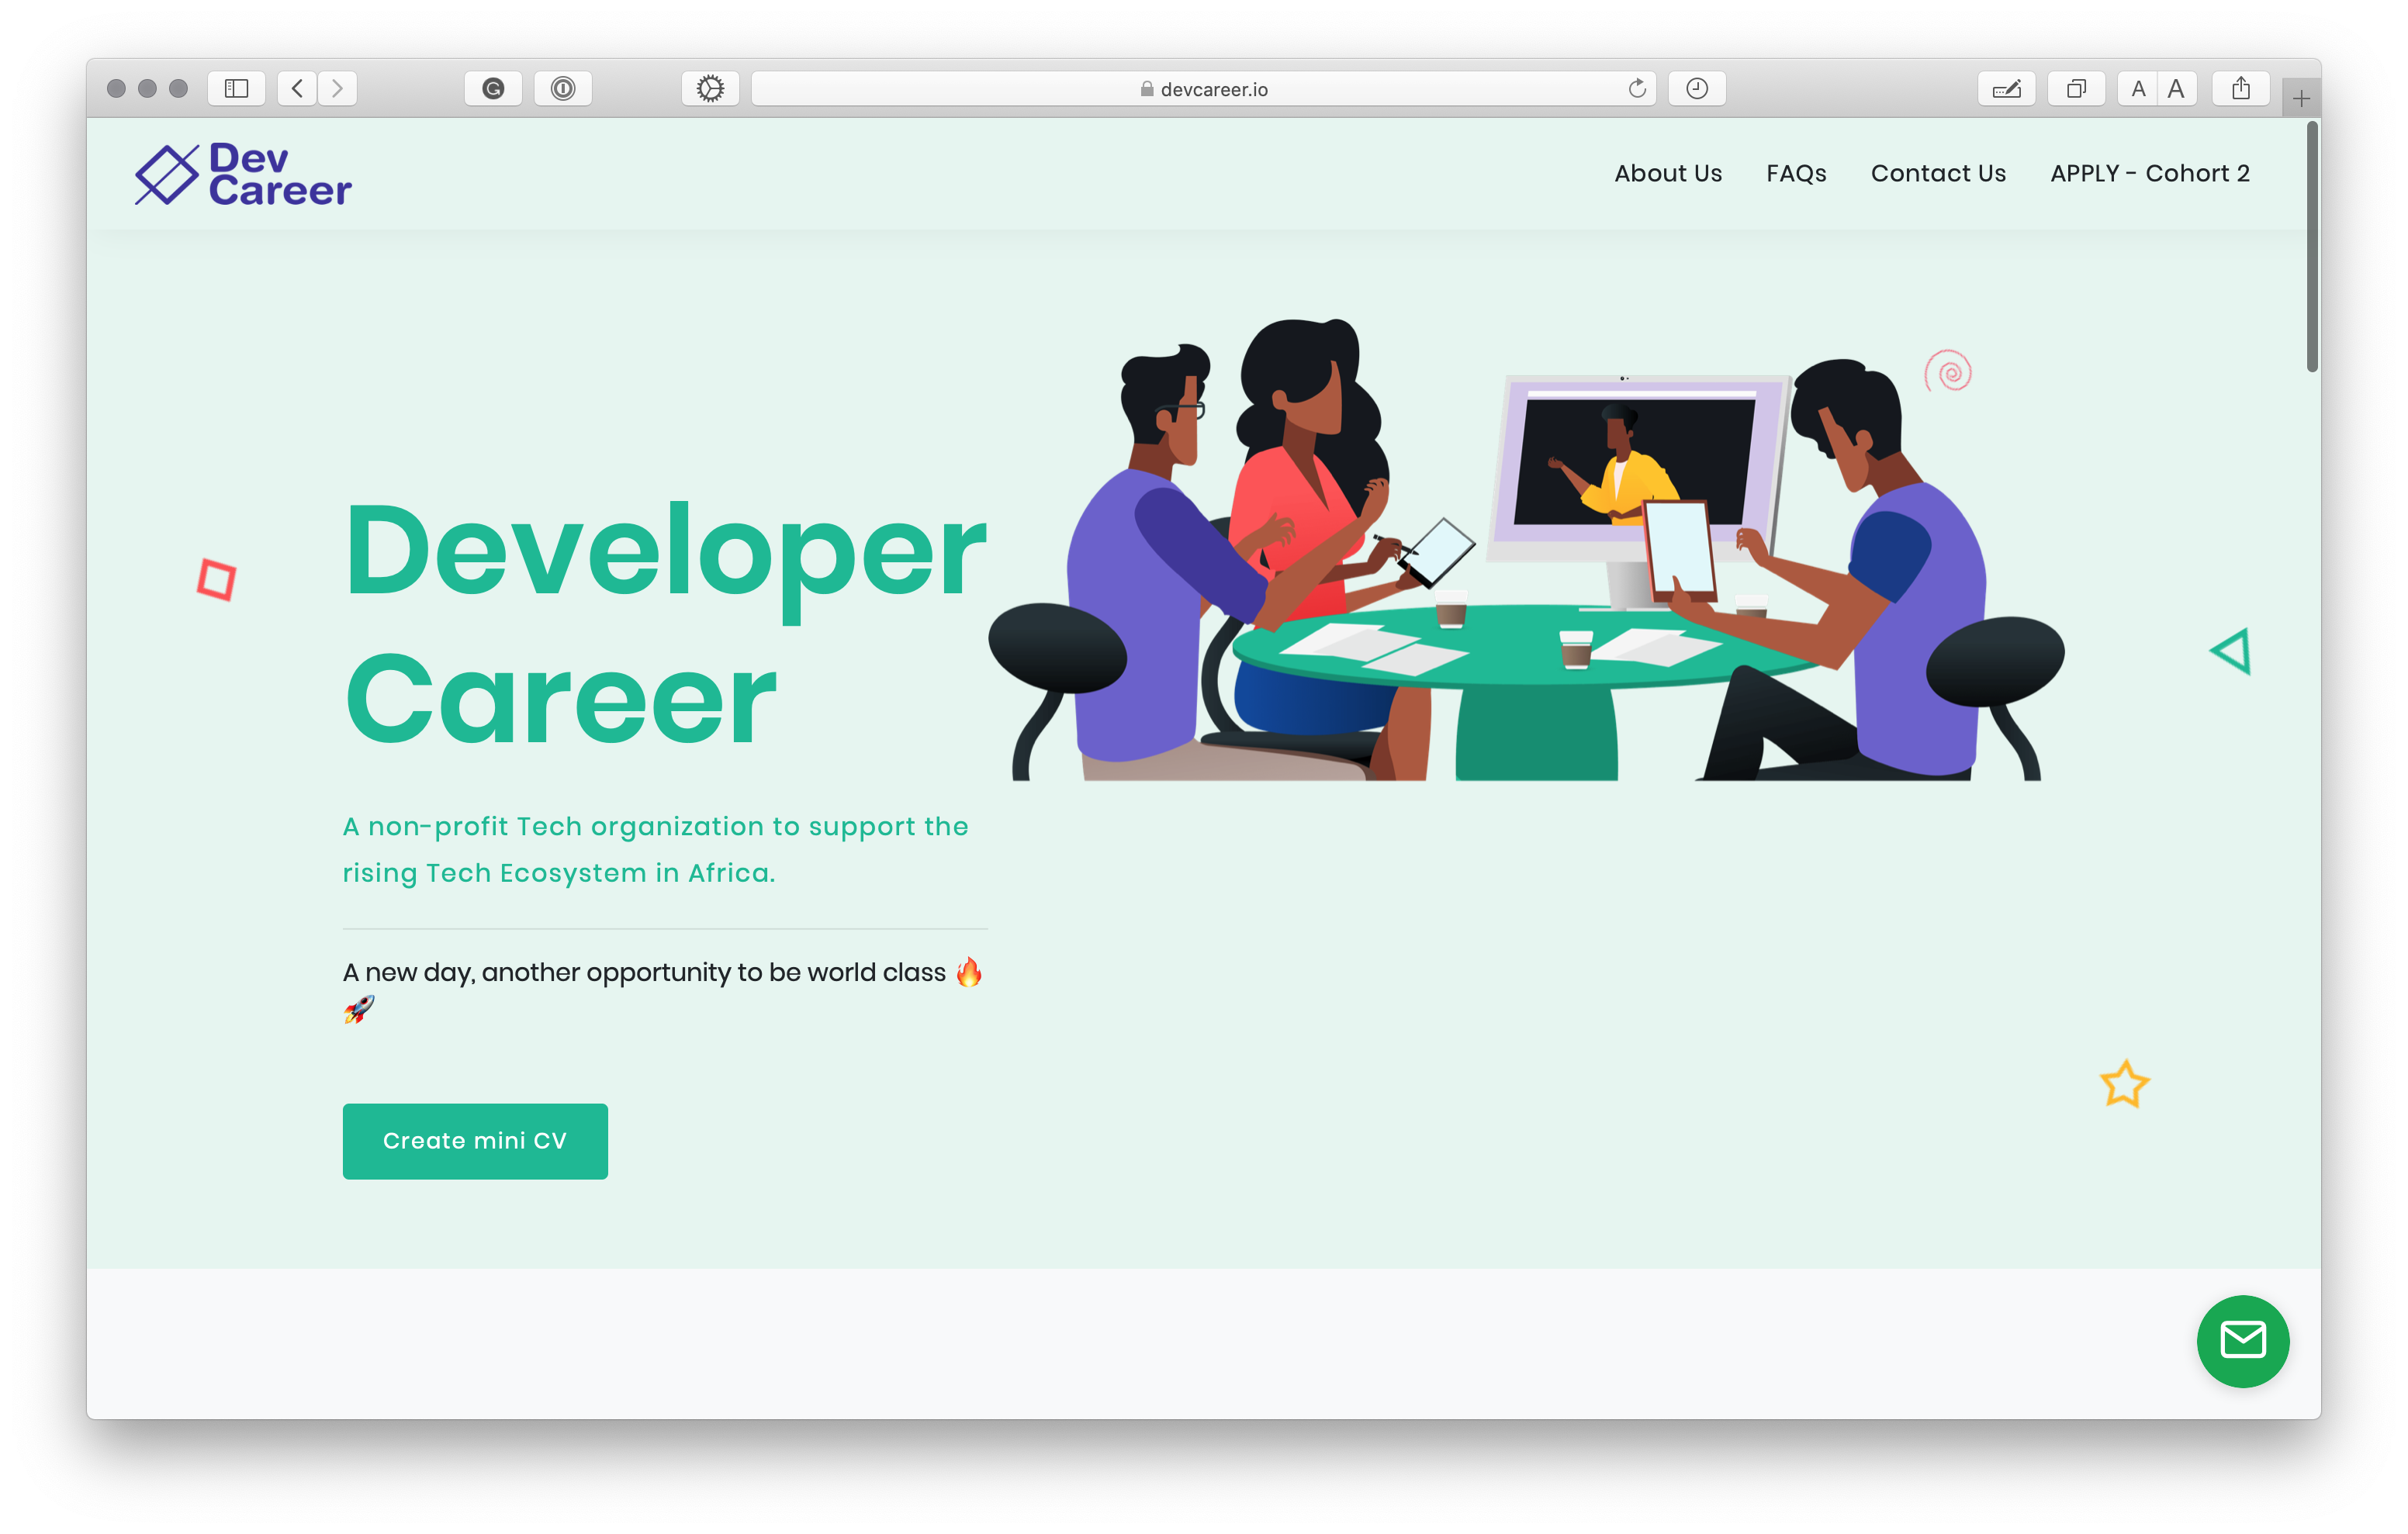 devcareer.io
A A
Dev
Career
About Us FAQs Contact Us APPLY - Cohort 2
Developer
Career
A non-profit Tech organization to support the
rising Tech Ecosystem in Africa.
A new day, another opportunity to be world class 🔥
🚀
Create mini CV